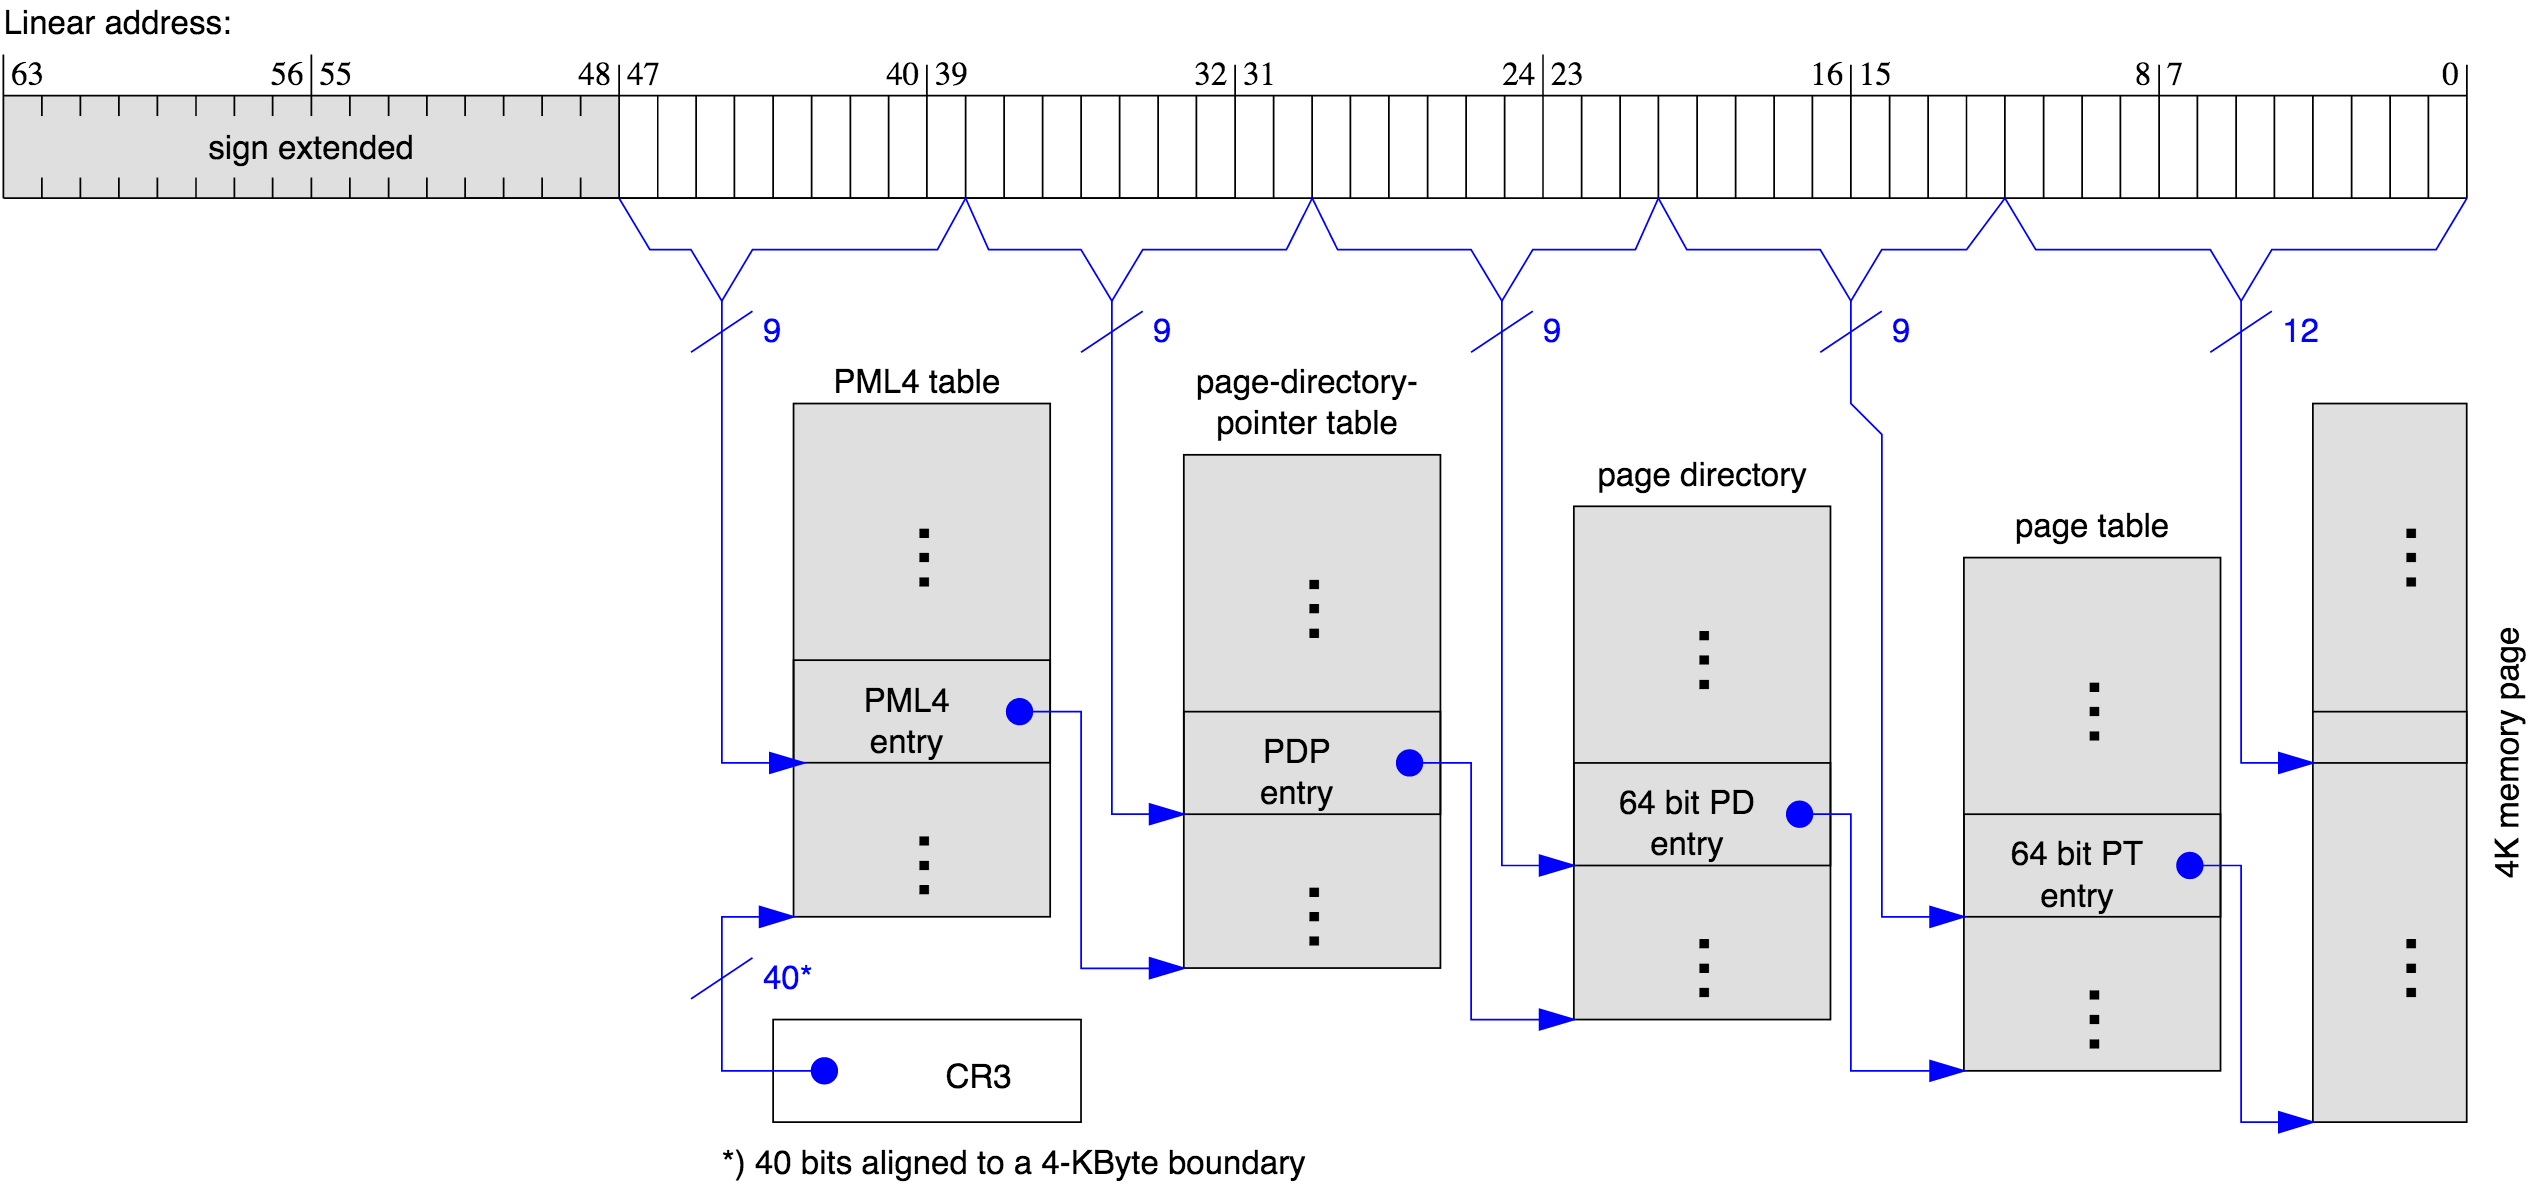 Linear address:
63 56 55 48 47 40 39 32 31 24 23 16 15 8 7 0
sign extended
9 9 9 9 12
PML4 table
page-directory-
pointer table
page directory
page table
PML4
entry
PDP
entry
64 bit PD
entry
64 bit PT
entry
4K memory page
40*
CR3
*) 40 bits aligned to a 4-KByte boundary